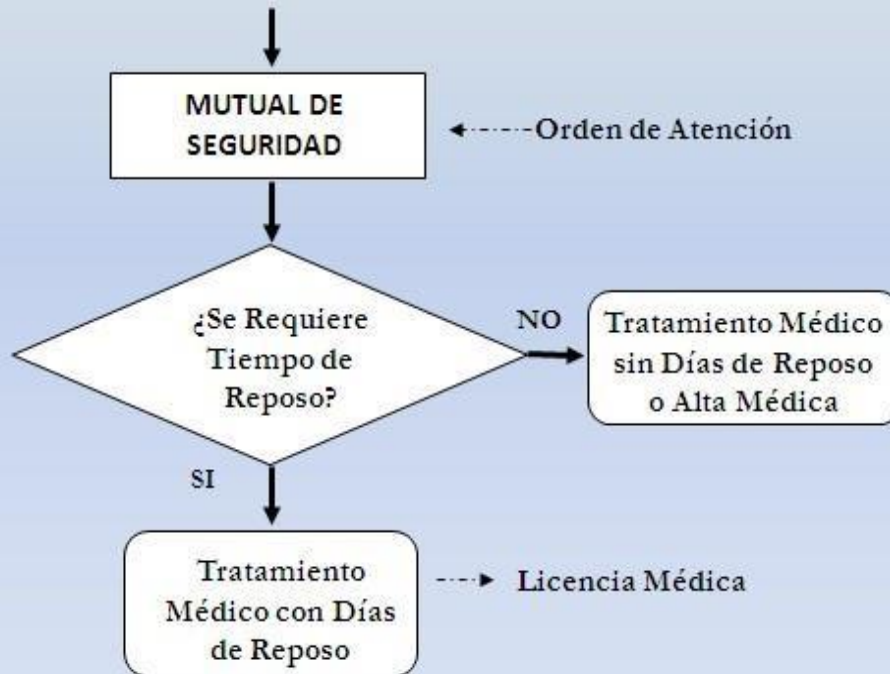 MUTUAL DE
SEGURIDAD
Orden de Atención
¿Se Requiere
Tiempo de
Reposo?
NO
Tratamiento Médico
sin Días de Reposo
o Alta Médica
SI
Tratamiento
Médico con Días
de Reposo
Licencia Médica